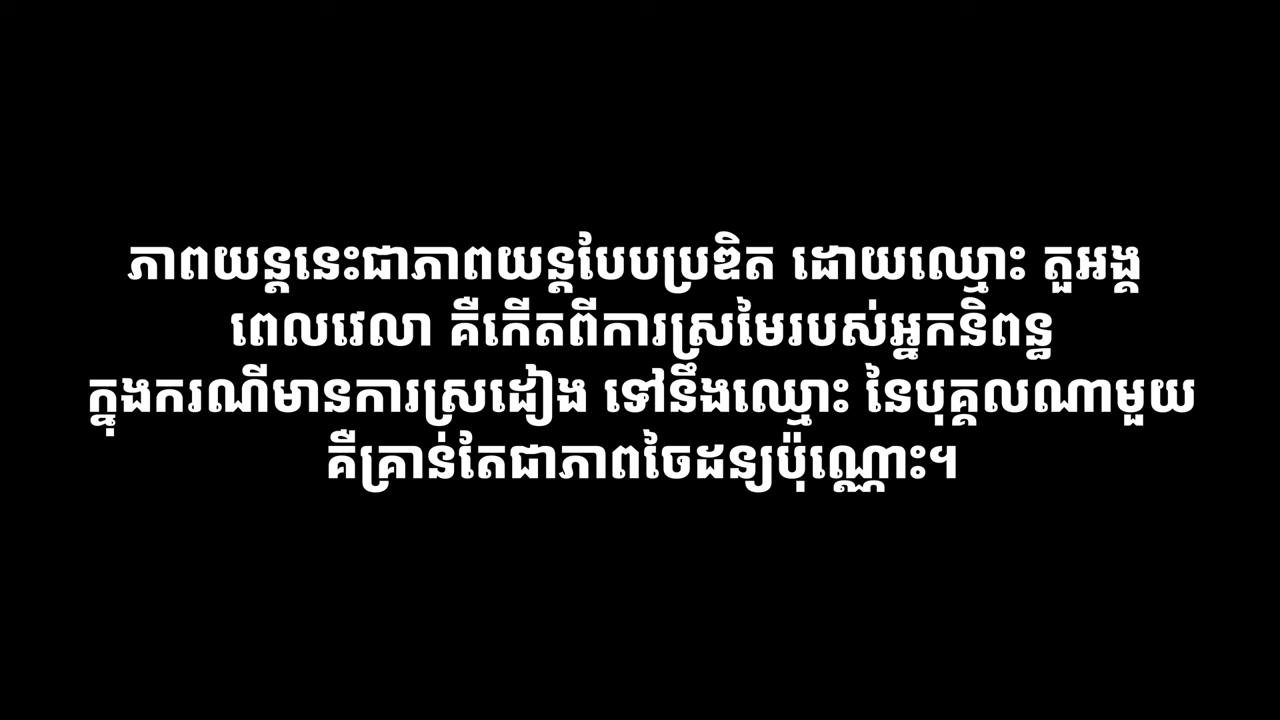 ភាពយន្តនេះជាភាពយន្តបែបប្រឌិត ដោយឈ្មោះ តួអង្គ
ពេលវេលា គឺកើតពីការស្រមៃរបស់អ្នកនិពន្ធ
ក្នុងករណីមានការស្រដៀង ទៅនឹងឈ្មោះ នៃបុគ្គលណាមួយ
គឺគ្រាន់តែជាភាពចៃដន្យប៉ុណ្ណោះ។